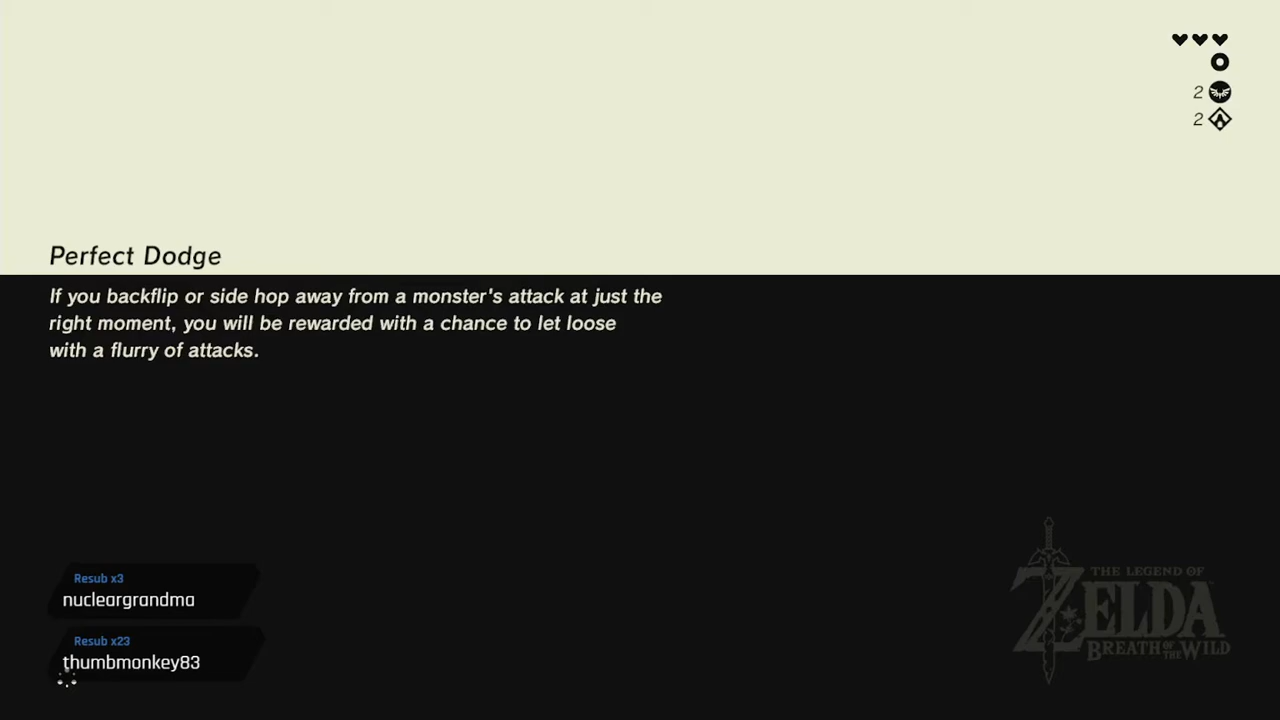 2
2
Perfect Dodge
If you backflip or side hop away from a monster's attack at just the
right moment, you will be rewarded with a chance to let loose
with a flurry of attacks.
Resub x3
nucleargrandma
Resub x23
thumbmonkey83
THE LEGEND OF
ZELDA
BREATH OF THE WILD